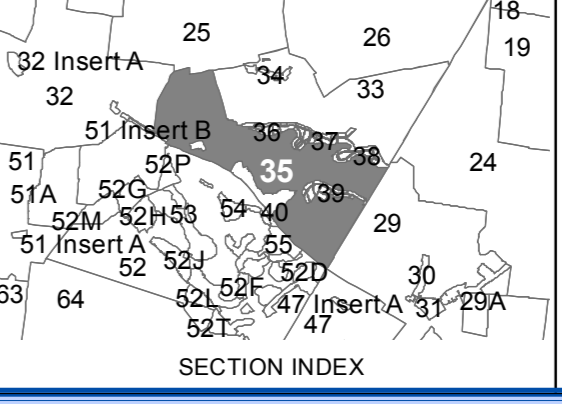 18
25
26
19
32 Insert A
34
33
32
51 Insert B
36
37
38
51
52P
35
24
51A
52G
39
52M
52H
53
54
40
29
51 Insert A
55
52
52J
52D
30
63
64
52L
52F
47 Insert A
31
29A
52T
47
SECTION INDEX